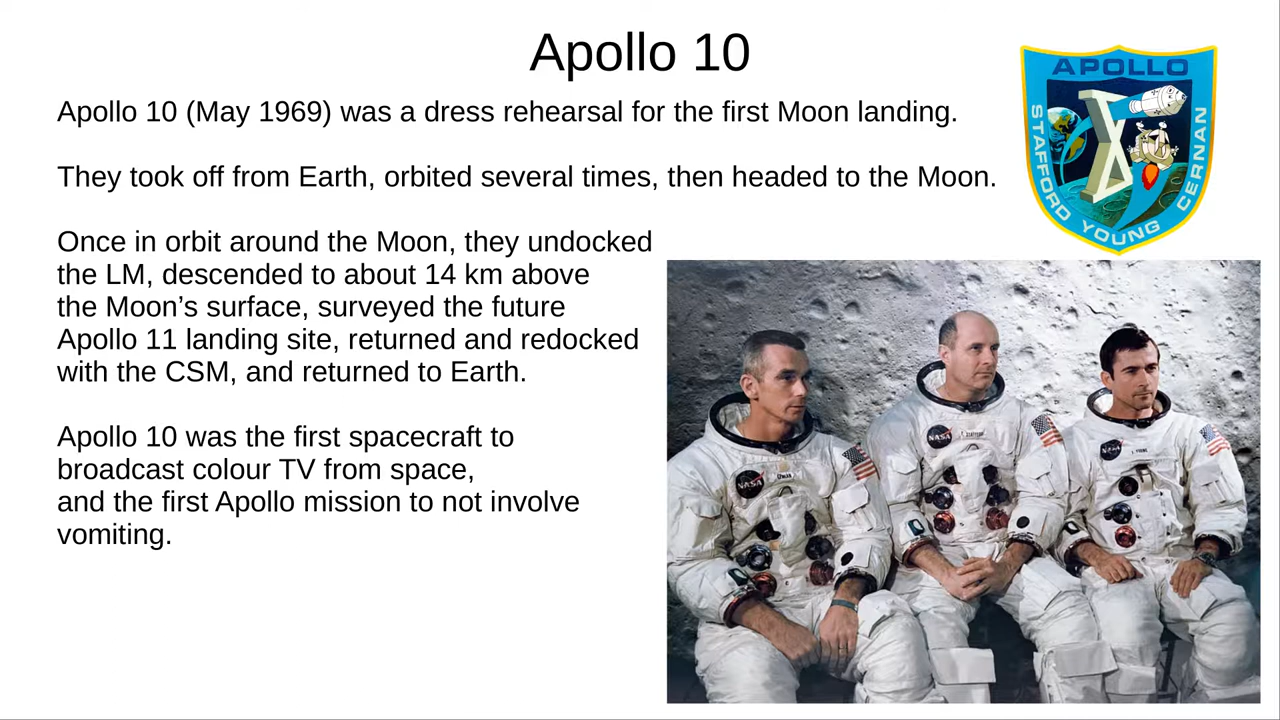 Apollo 10
Apollo 10 (May 1969) was a dress rehearsal for the first Moon landing.
They took off from Earth, orbited several times, then headed to the Moon.
Once in orbit around the Moon, they undocked
the LM, descended to about 14 km above
the Moon’s surface, surveyed the future
Apollo 11 landing site, returned and redocked
with the CSM, and returned to Earth.
Apollo 10 was the first spacecraft to
broadcast colour TV from space,
and the first Apollo mission to not involve
vomiting.
APOLLO
X
STAFFORD YOUNG CERNAN
NASA
NASA
NASA